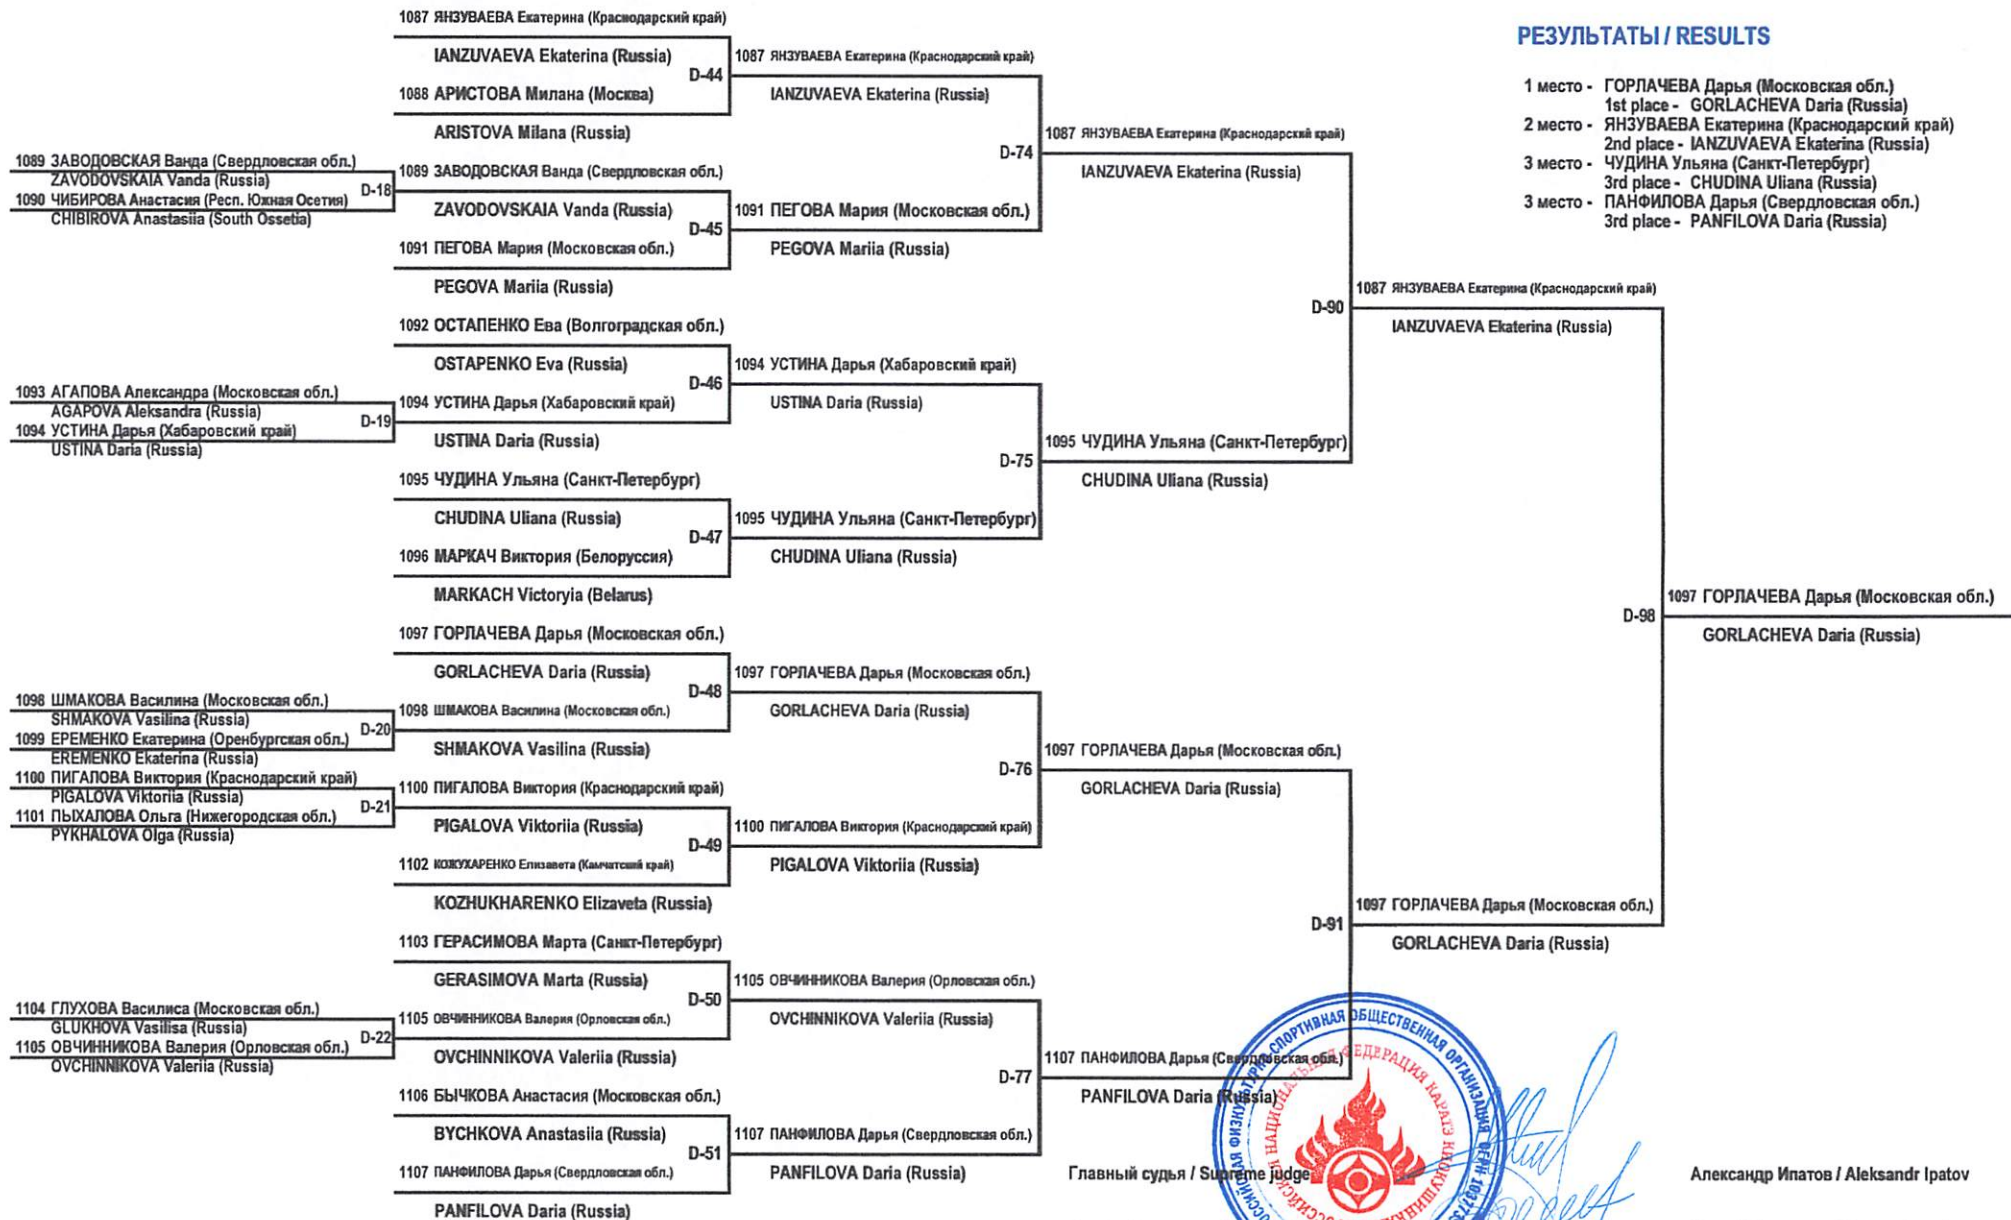 РЕЗУЛЬТАТЫ / RESULTS
1 место - ГОРЛАЧЕВА Дарья (Московская обл.)
1st place - GORLACHEVA Daria (Russia)
2 место - ЯНЗУВАЕВА Екатерина (Краснодарский край)
2nd place - IANZUVAEVA Ekaterina (Russia)
3 место - ЧУДИНА Ульяна (Санкт-Петербург)
3rd place - CHUDINA Uliana (Russia)
3 место - ПАНФИЛОВА Дарья (Свердловская обл.)
3rd place - PANFILOVA Daria (Russia)
1089 ЗАВОДОВСКАЯ Ванда (Свердловская обл.)
ZAVODOVSKAIA Vanda (Russia)
D-18
1090 ЧИБИРОВА Анастасия (Респ. Южная Осетия)
CHIBIROVA Anastasiia (South Ossetia)
1093 АГАПОВА Александра (Московская обл.)
AGAPOVA Aleksandra (Russia)
D-19
1094 УСТИНА Дарья (Хабаровский край)
USTINA Daria (Russia)
1098 ШМАКОВА Василина (Московская обл.)
SHMAKOVA Vasilina (Russia)
D-20
1099 ЕРЕМЕНКО Екатерина (Оренбургская обл.)
EREMENKO Ekaterina (Russia)
1100 ПИГАЛОВА Виктория (Краснодарский край)
PIGALOVA Viktoriia (Russia)
D-21
1101 ПЫХАЛОВА Ольга (Нижегородская обл.)
PYKHALOVA Olga (Russia)
1104 ГЛУХОВА Василиса (Московская обл.)
GLUKHOVA Vasilisa (Russia)
D-22
1105 ОВЧИННИКОВА Валерия (Орловская обл.)
OVCHINNIKOVA Valeriia (Russia)
1087 ЯНЗУВАЕВА Екатерина (Краснодарский край)
IANZUVAEVA Ekaterina (Russia)
D-44
1088 АРИСТОВА Милана (Москва)
ARISTOVA Milana (Russia)
1089 ЗАВОДОВСКАЯ Ванда (Свердловская обл.)
ZAVODOVSKAIA Vanda (Russia)
D-45
1091 ПЕГОВА Мария (Московская обл.)
PEGOVA Mariia (Russia)
1092 ОСТАПЕНКО Ева (Волгоградская обл.)
OSTAPENKO Eva (Russia)
D-46
1094 УСТИНА Дарья (Хабаровский край)
USTINA Daria (Russia)
1095 ЧУДИНА Ульяна (Санкт-Петербург)
CHUDINA Uliana (Russia)
D-47
1096 МАРКАЧ Виктория (Белоруссия)
MARKACH Victoryia (Belarus)
1097 ГОРЛАЧЕВА Дарья (Московская обл.)
GORLACHEVA Daria (Russia)
D-48
1098 ШМАКОВА Василина (Московская обл.)
SHMAKOVA Vasilina (Russia)
1100 ПИГАЛОВА Виктория (Краснодарский край)
PIGALOVA Viktoriia (Russia)
D-49
1102 КОЖУХАРЕНКО Елизавета (Камчатский край)
KOZHUKHARENKO Elizaveta (Russia)
1103 ГЕРАСИМОВА Марта (Санкт-Петербург)
GERASIMOVA Marta (Russia)
D-50
1105 ОВЧИННИКОВА Валерия (Орловская обл.)
OVCHINNIKOVA Valeriia (Russia)
1106 БЫЧКОВА Анастасия (Московская обл.)
BYCHKOVA Anastasiia (Russia)
D-51
1107 ПАНФИЛОВА Дарья (Свердловская обл.)
PANFILOVA Daria (Russia)
1087 ЯНЗУВАЕВА Екатерина (Краснодарский край)
IANZUVAEVA Ekaterina (Russia)
D-74
1091 ПЕГОВА Мария (Московская обл.)
PEGOVA Mariia (Russia)
1094 УСТИНА Дарья (Хабаровский край)
USTINA Daria (Russia)
D-75
1095 ЧУДИНА Ульяна (Санкт-Петербург)
CHUDINA Uliana (Russia)
1097 ГОРЛАЧЕВА Дарья (Московская обл.)
GORLACHEVA Daria (Russia)
D-76
1100 ПИГАЛОВА Виктория (Краснодарский край)
PIGALOVA Viktoriia (Russia)
1105 ОВЧИННИКОВА Валерия (Орловская обл.)
OVCHINNIKOVA Valeriia (Russia)
D-77
1107 ПАНФИЛОВА Дарья (Свердловская обл.)
PANFILOVA Daria (Russia)
1087 ЯНЗУВАЕВА Екатерина (Краснодарский край)
IANZUVAEVA Ekaterina (Russia)
D-90
1095 ЧУДИНА Ульяна (Санкт-Петербург)
CHUDINA Uliana (Russia)
1097 ГОРЛАЧЕВА Дарья (Московская обл.)
GORLACHEVA Daria (Russia)
D-91
1107 ПАНФИЛОВА Дарья (Свердловская обл.)
PANFILOVA Daria (Russia)
1087 ЯНЗУВАЕВА Екатерина (Краснодарский край)
IANZUVAEVA Ekaterina (Russia)
D-98
1097 ГОРЛАЧЕВА Дарья (Московская обл.)
GORLACHEVA Daria (Russia)
1097 ГОРЛАЧЕВА Дарья (Московская обл.)
GORLACHEVA Daria (Russia)
Главный судья / Supreme judge
Александр Ипатов / Aleksandr Ipatov
ФИЗКУЛЬТУРНО-СПОРТИВНАЯ ОБЩЕСТВЕННАЯ ОРГАНИЗАЦИЯ ОГРН
НАЦИОНАЛЬНАЯ ФЕДЕРАЦИЯ КАРАТЭ